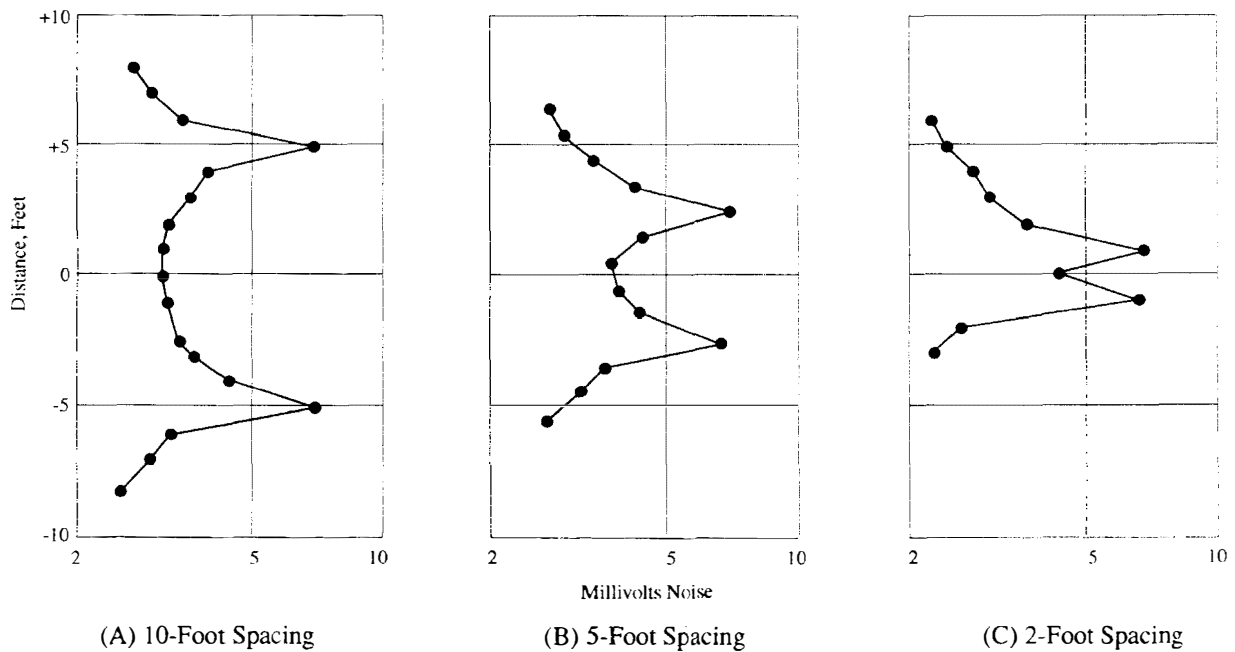 +10
+5
0
-5
-10
Distance, Feet
2 5 10
2 5 10
2 5 10
Millivolts Noise
(A) 10-Foot Spacing
(B) 5-Foot Spacing
(C) 2-Foot Spacing